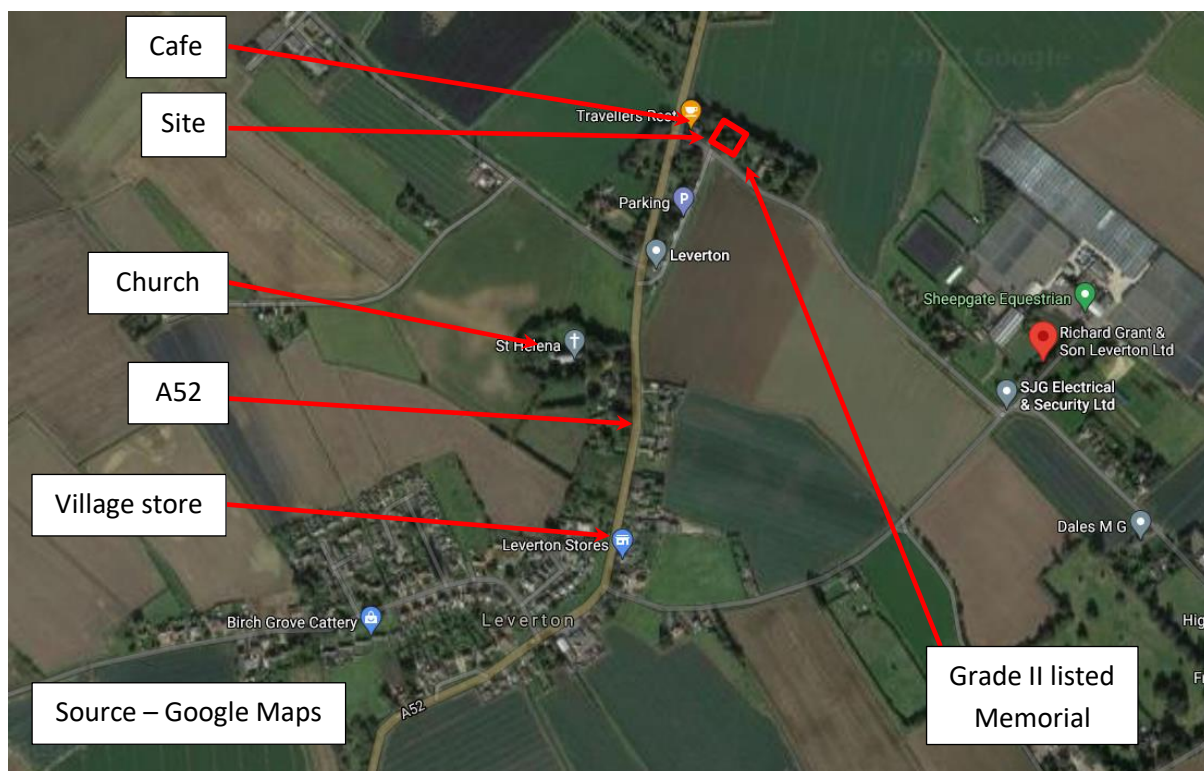 Cafe
© 2021 Google
Travellers Rest
Site
Parking
Leverton
Church
Sheepgate Equestrian
Richard Grant &
Son Leverton Ltd
St Helena
A52
SJG Electrical
& Security Ltd
Village store
Leverton Stores
Dales M G
Birch Grove Cattery
Leverton
Grade II listed
Memorial
Source – Google Maps
A52